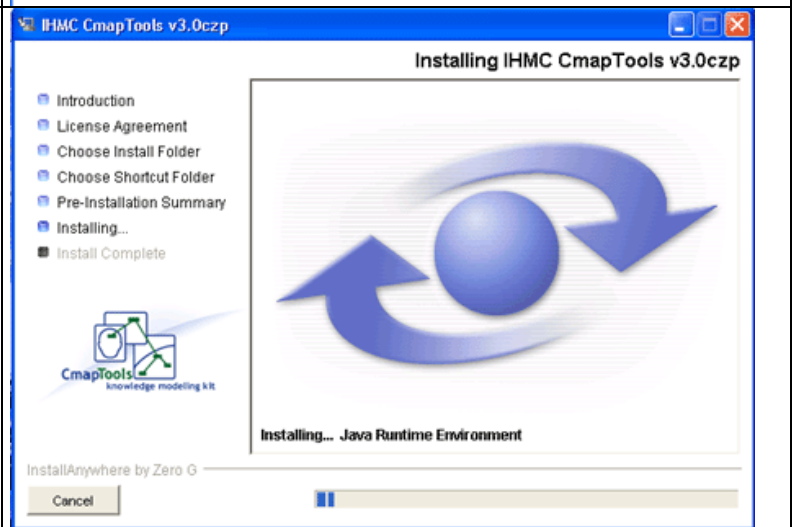 IHMC CmapTools v3.0czp
Installing IHMC CmapTools v3.0czp
Introduction
License Agreement
Choose Install Folder
Choose Shortcut Folder
Pre-Installation Summary
Installing...
Install Complete
CmapTools
knowledge modeling kit
Installing... Java Runtime Environment
InstallAnywhere by Zero G
Cancel